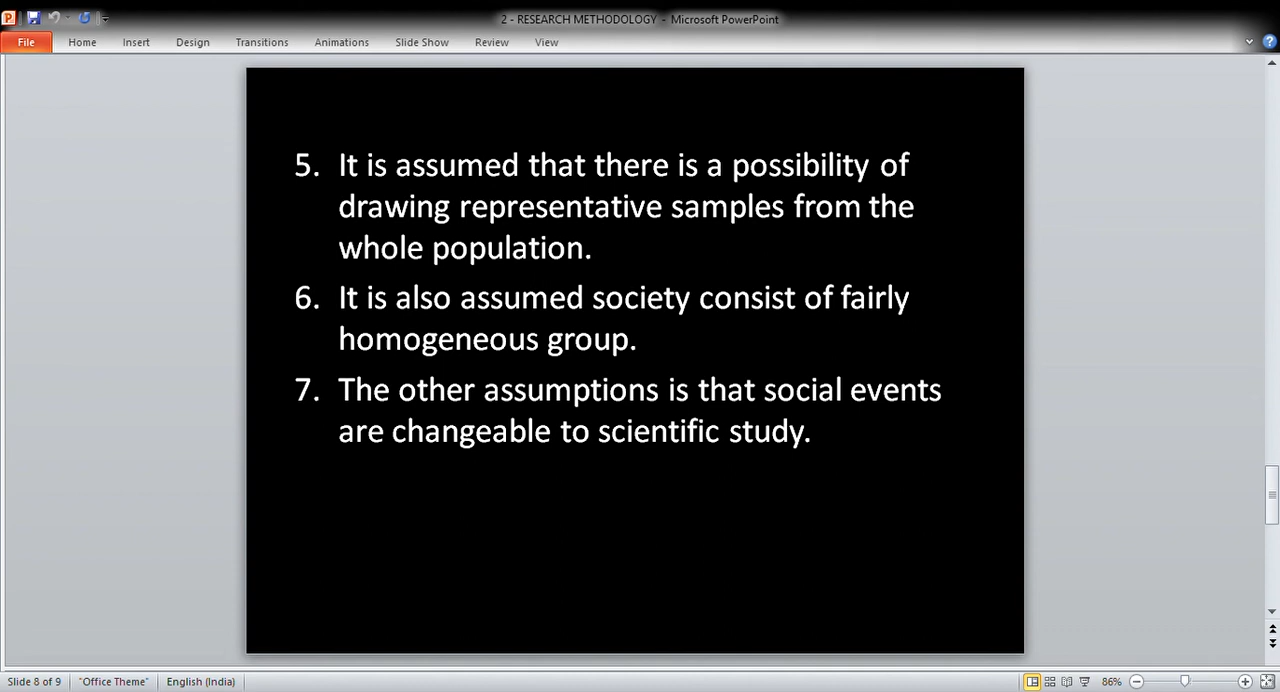 2 - RESEARCH METHODOLOGY - Microsoft PowerPoint
File Home Insert Design Transitions Animations Slide Show Review View
5. It is assumed that there is a possibility of
drawing representative samples from the
whole population.
6. It is also assumed society consist of fairly
homogeneous group.
7. The other assumptions is that social events
are changeable to scientific study.
Slide 8 of 9 "Office Theme" English (India) 86%